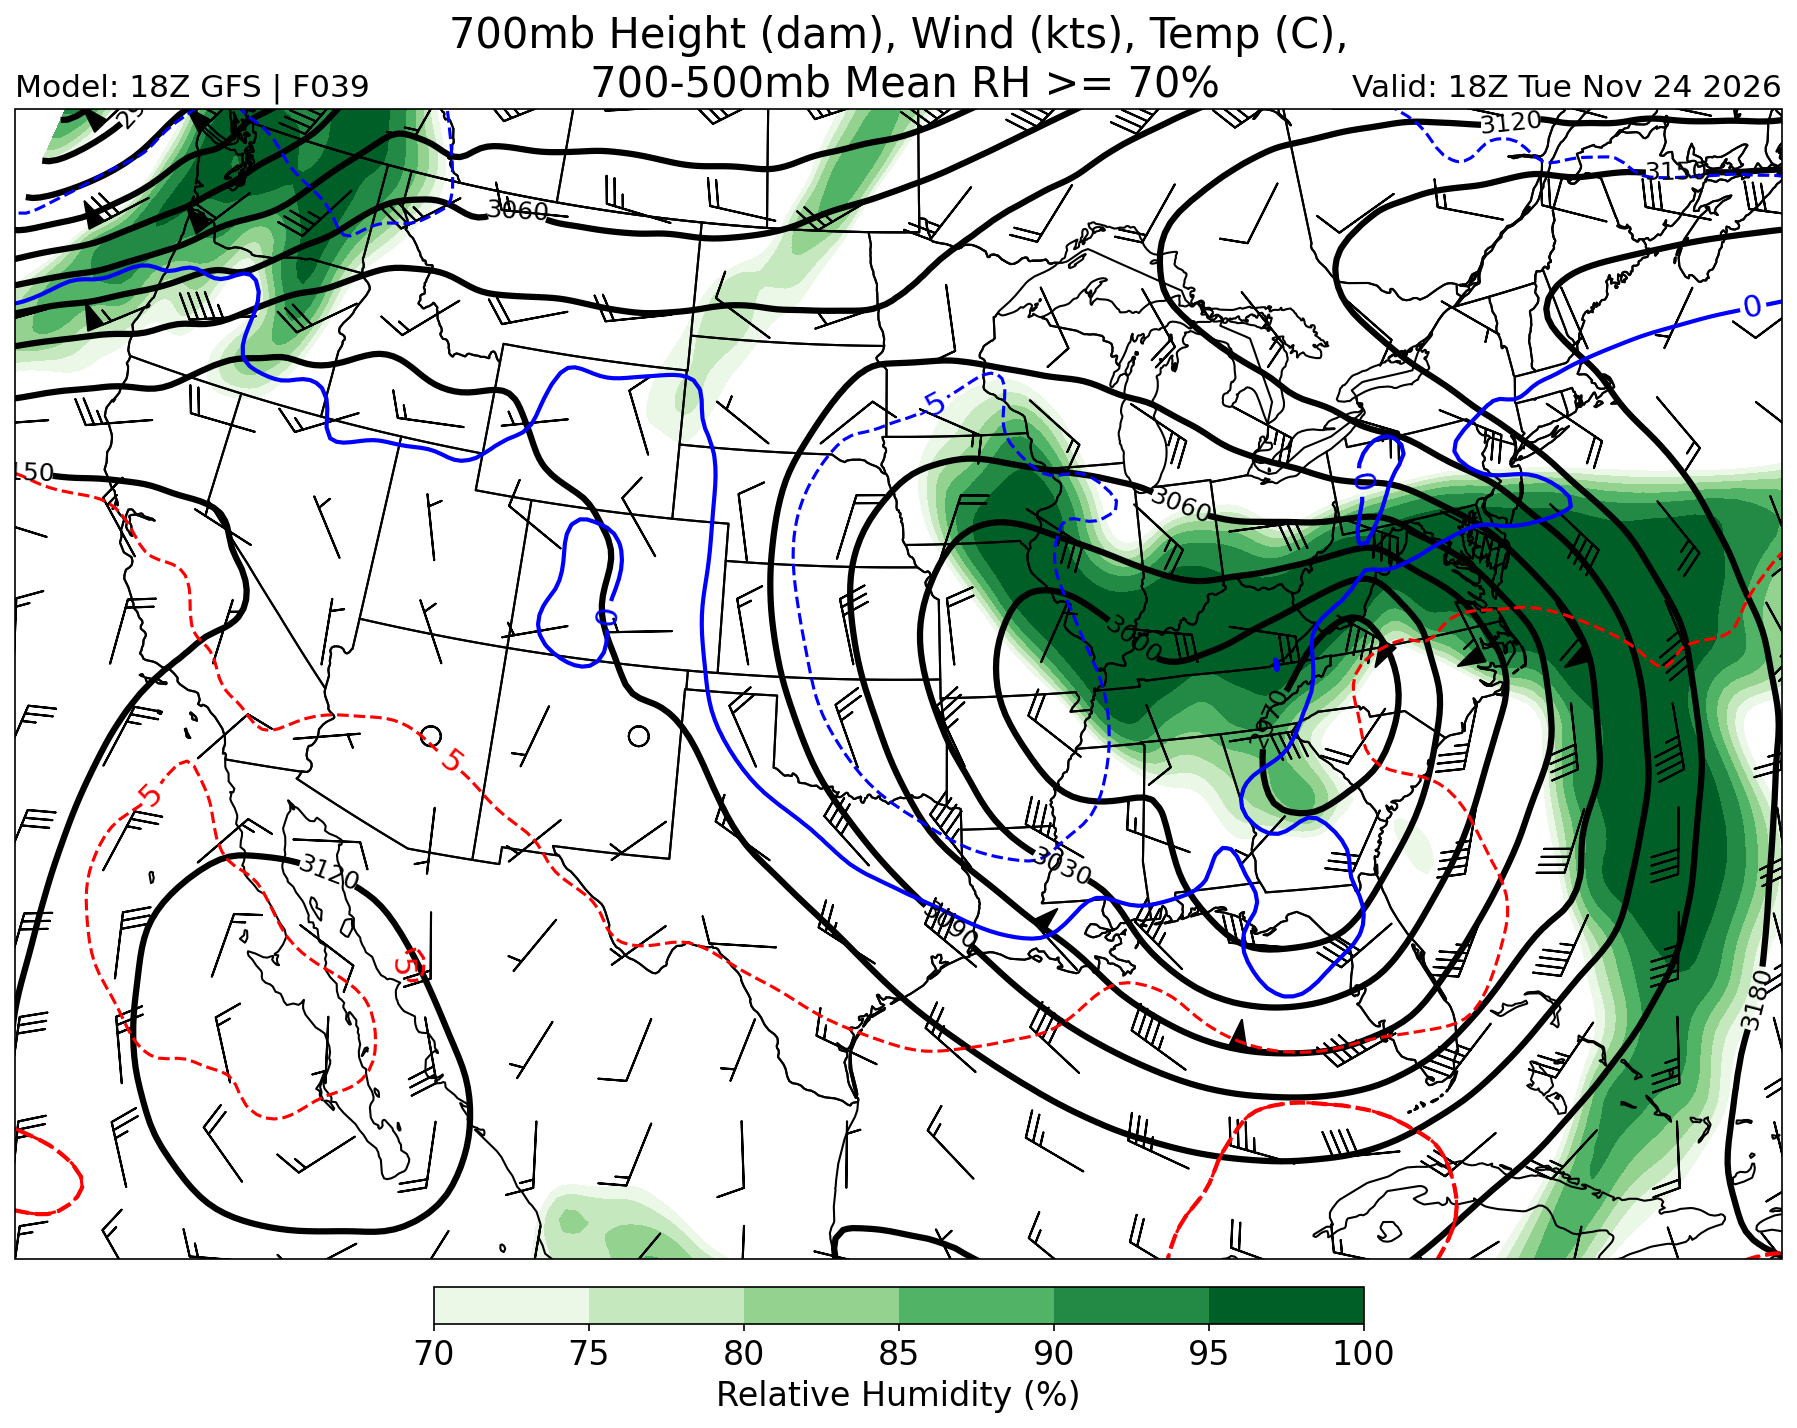 700mb Height (dam), Wind (kts), Temp (C),
700-500mb Mean RH >= 70%
Model: 18Z GFS | F039
Valid: 18Z Tue Nov 24 2026
3120
3150
3060
0
5
3060
0
0
3000
2970
5
5
3120
3030
3090
5
3180
70 75 80 85 90 95 100
Relative Humidity (%)